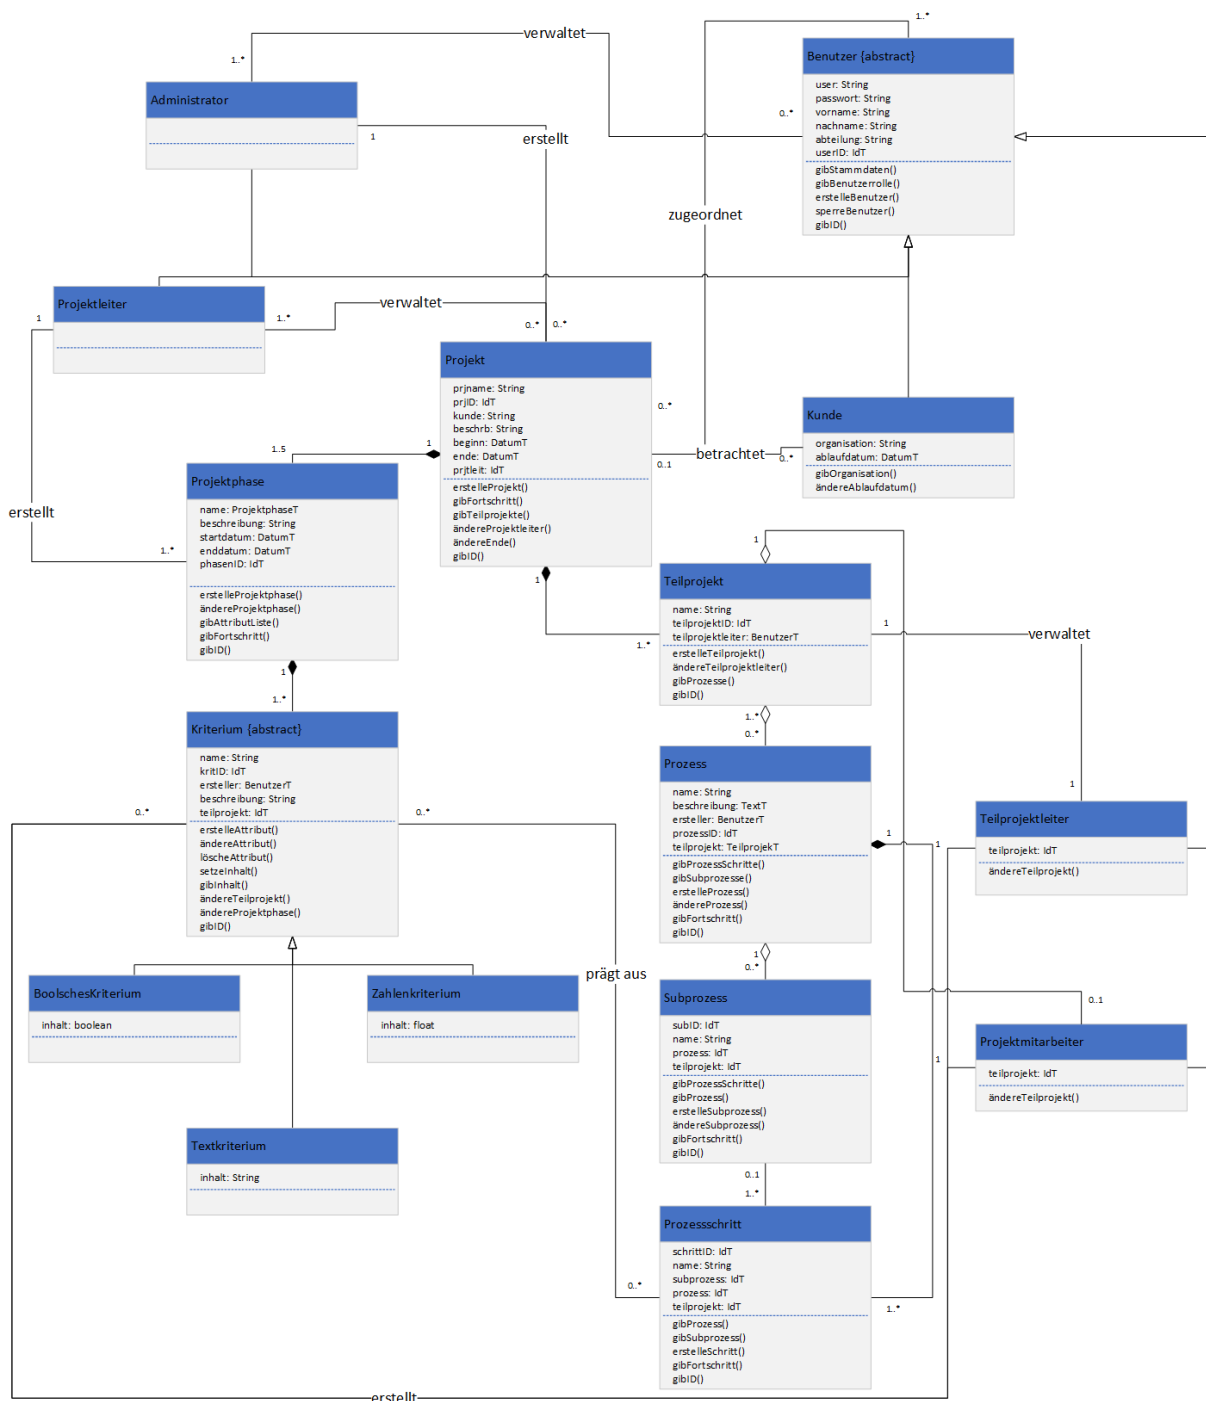 1..*
verwaltet
Benutzer {abstract}
1..*
user: String
passwort: String
vorname: String
nachname: String
abteilung: String
userID: IdT
gibStammdaten()
gibBenutzerrolle()
erstelleBenutzer()
sperreBenutzer()
gibID()
Administrator
0..*
1
erstellt
zugeordnet
Projektleiter
1
1..*
verwaltet
0..*
0..*
Projekt
prjname: String
prjID: IdT
kunde: String
beschrb: String
beginn: DatumT
ende: DatumT
prjtleit: IdT
erstelleProjekt()
gibFortschritt()
gibTeilprojekte()
ändereProjektleiter()
ändereEnde()
gibID()
0..*
0..1
betrachtet
0..*
Kunde
organisation: String
ablaufdatum: DatumT
gibOrganisation()
ändereAblaufdatum()
1..5
1
Projektphase
name: ProjektphaseT
beschreibung: String
startdatum: DatumT
enddatum: DatumT
phasenID: IdT
erstelleProjektphase()
ändereProjektphase()
gibAttributListe()
gibFortschritt()
gibID()
erstellt
1..*
1
1
Teilprojekt
name: String
teilprojektID: IdT
teilprojektleiter: BenutzerT
erstelleTeilprojekt()
ändereTeilprojektleiter()
gibProzesse()
gibID()
1
verwaltet
1..*
1
1..*
1..*
0..*
Kriterium {abstract}
name: String
kritID: IdT
ersteller: BenutzerT
beschreibung: String
teilprojekt: IdT
erstelleAttribut()
ändereAttribut()
löscheAttribut()
setzeInhalt()
gibInhalt()
ändereTeilprojekt()
ändereProjektphase()
gibID()
0..*
0..*
Prozess
name: String
beschreibung: TextT
ersteller: BenutzerT
prozessID: IdT
teilprojekt: TeilprojekT
gibProzessSchritte()
gibSubprozesse()
erstelleProzess()
ändereProzess()
gibFortschritt()
gibID()
1
1
1
Teilprojektleiter
teilprojekt: IdT
ändereTeilprojekt()
1
0..*
prägt aus
BoolschesKriterium
inhalt: boolean
Zahlenkriterium
inhalt: float
Subprozess
subID: IdT
name: String
prozess: IdT
teilprojekt: IdT
gibProzessSchritte()
gibProzess()
erstelleSubprozess()
ändereSubprozess()
gibFortschritt()
gibID()
0..1
1
Projektmitarbeiter
teilprojekt: IdT
ändereTeilprojekt()
Textkriterium
inhalt: String
0..1
1..*
Prozessschritt
schrittID: IdT
name: String
subprozess: IdT
prozess: IdT
teilprojekt: IdT
gibProzess()
gibSubprozess()
erstelleSchritt()
gibFortschritt()
gibID()
0..*
1..*
erstellt